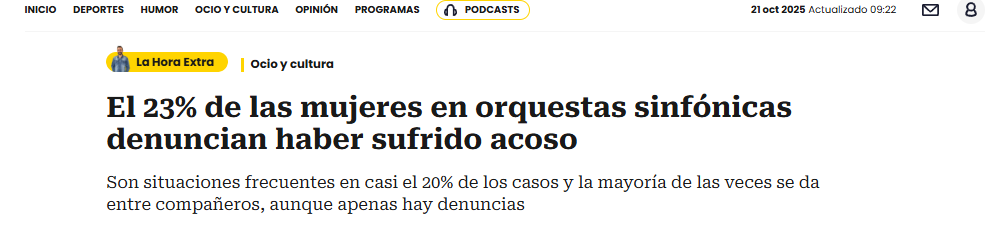 INICIO DEPORTES HUMOR OCIO Y CULTURA OPINIÓN PROGRAMAS PODCASTS 21 oct 2025 Actualizado 09:22
La Hora Extra Ocio y cultura
El 23% de las mujeres en orquestas sinfónicas
denuncian haber sufrido acoso
Son situaciones frecuentes en casi el 20% de los casos y la mayoría de las veces se da
entre compañeros, aunque apenas hay denuncias